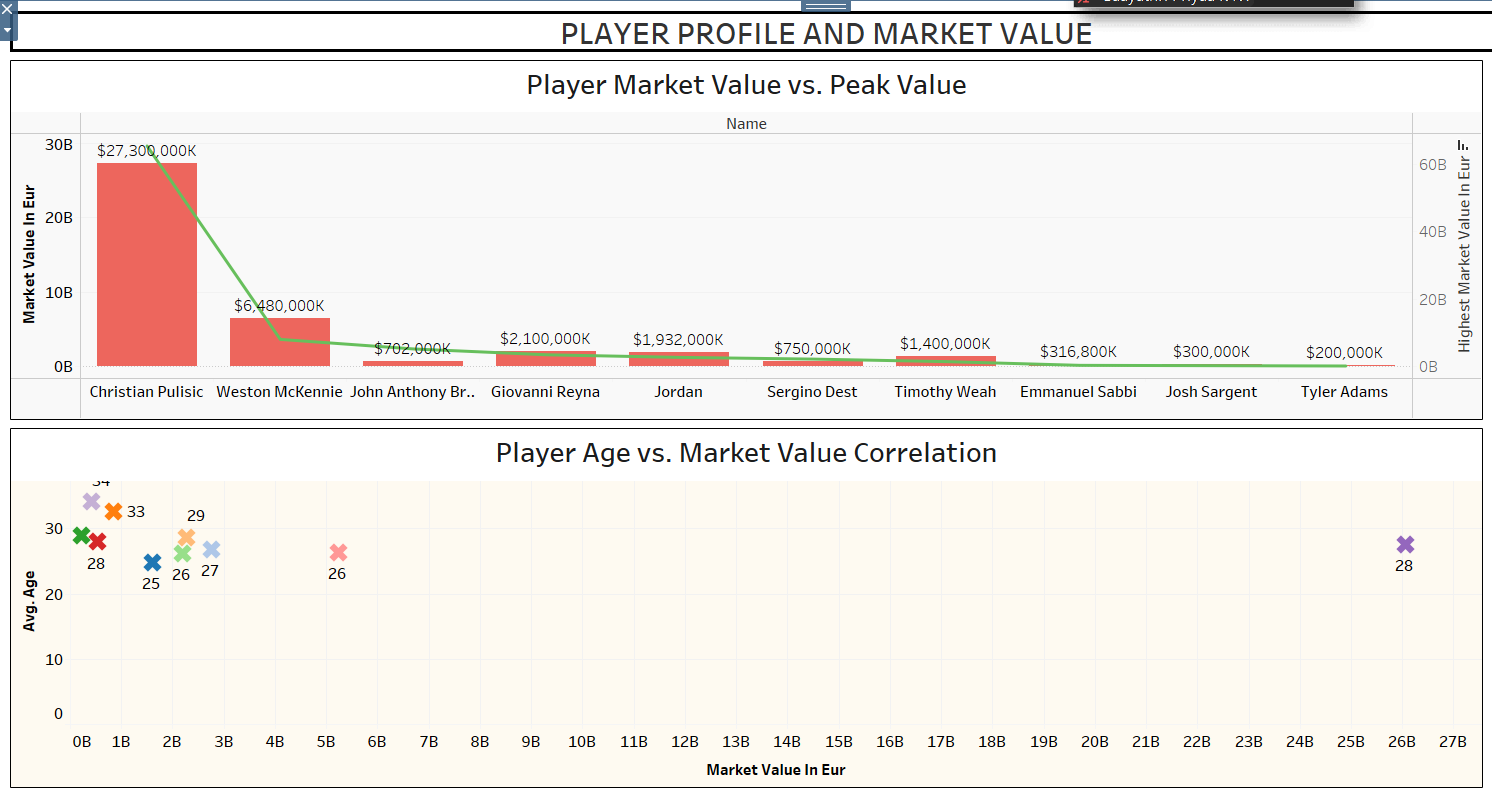 PLAYER PROFILE AND MARKET VALUE
Player Market Value vs. Peak Value
Name
Market Value In Eur
30B
20B
10B
0B
$27,300,000K
$6,480,000K
$702,000K
$2,100,000K
$1,932,000K
$750,000K
$1,400,000K
$316,800K
$300,000K
$200,000K
60B
40B
20B
0B
Highest Market Value In Eur
Christian Pulisic Weston McKennie John Anthony Br.. Giovanni Reyna Jordan Sergino Dest Timothy Weah Emmanuel Sabbi Josh Sargent Tyler Adams
Player Age vs. Market Value Correlation
Avg. Age
30
20
10
0
34
33
28
25
29
26
27
26
28
0B 1B 2B 3B 4B 5B 6B 7B 8B 9B 10B 11B 12B 13B 14B 15B 16B 17B 18B 19B 20B 21B 22B 23B 24B 25B 26B 27B
Market Value In Eur